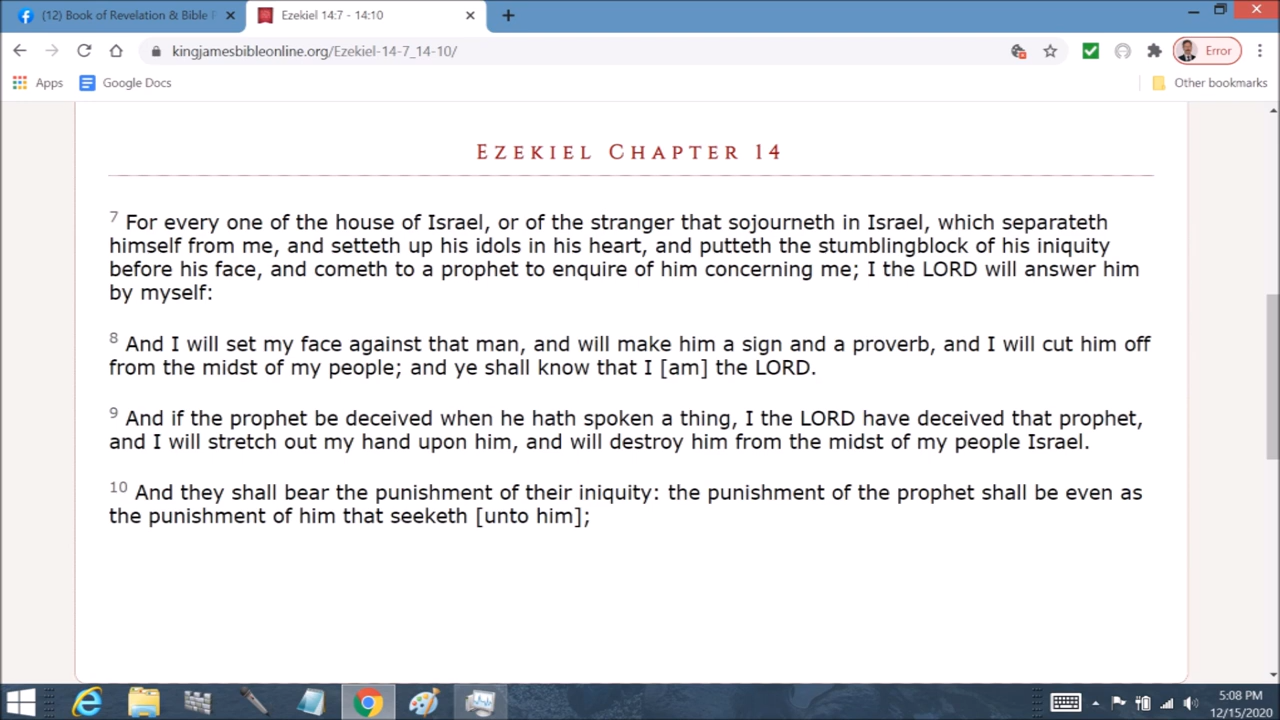 (12) Book of Revelation & Bible P
Ezekiel 14:7 - 14:10
kingjamesbibleonline.org/Ezekiel-14-7_14-10/
Error
Apps
Google Docs
Other bookmarks
EZEKIEL CHAPTER 14
7 For every one of the house of Israel, or of the stranger that sojourneth in Israel, which separateth
himself from me, and setteth up his idols in his heart, and putteth the stumblingblock of his iniquity
before his face, and cometh to a prophet to enquire of him concerning me; I the LORD will answer him
by myself:
8 And I will set my face against that man, and will make him a sign and a proverb, and I will cut him off
from the midst of my people; and ye shall know that I [am] the LORD.
9 And if the prophet be deceived when he hath spoken a thing, I the LORD have deceived that prophet,
and I will stretch out my hand upon him, and will destroy him from the midst of my people Israel.
10 And they shall bear the punishment of their iniquity: the punishment of the prophet shall be even as
the punishment of him that seeketh [unto him];
5:08 PM
12/15/2020